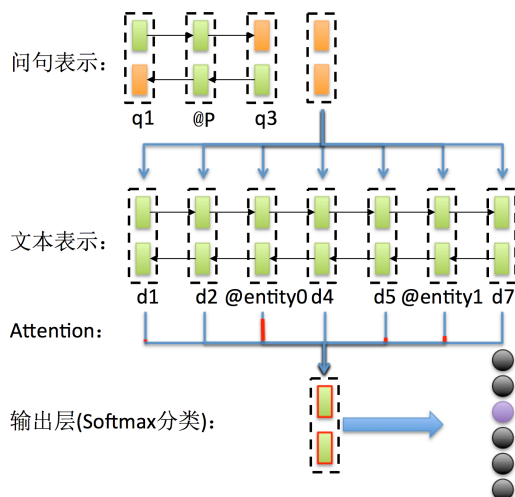 问句表示：
q1 @P q3
文本表示：
d1 d2 @entity0 d4 d5 @entity1 d7
Attention：
输出层(Softmax分类)：